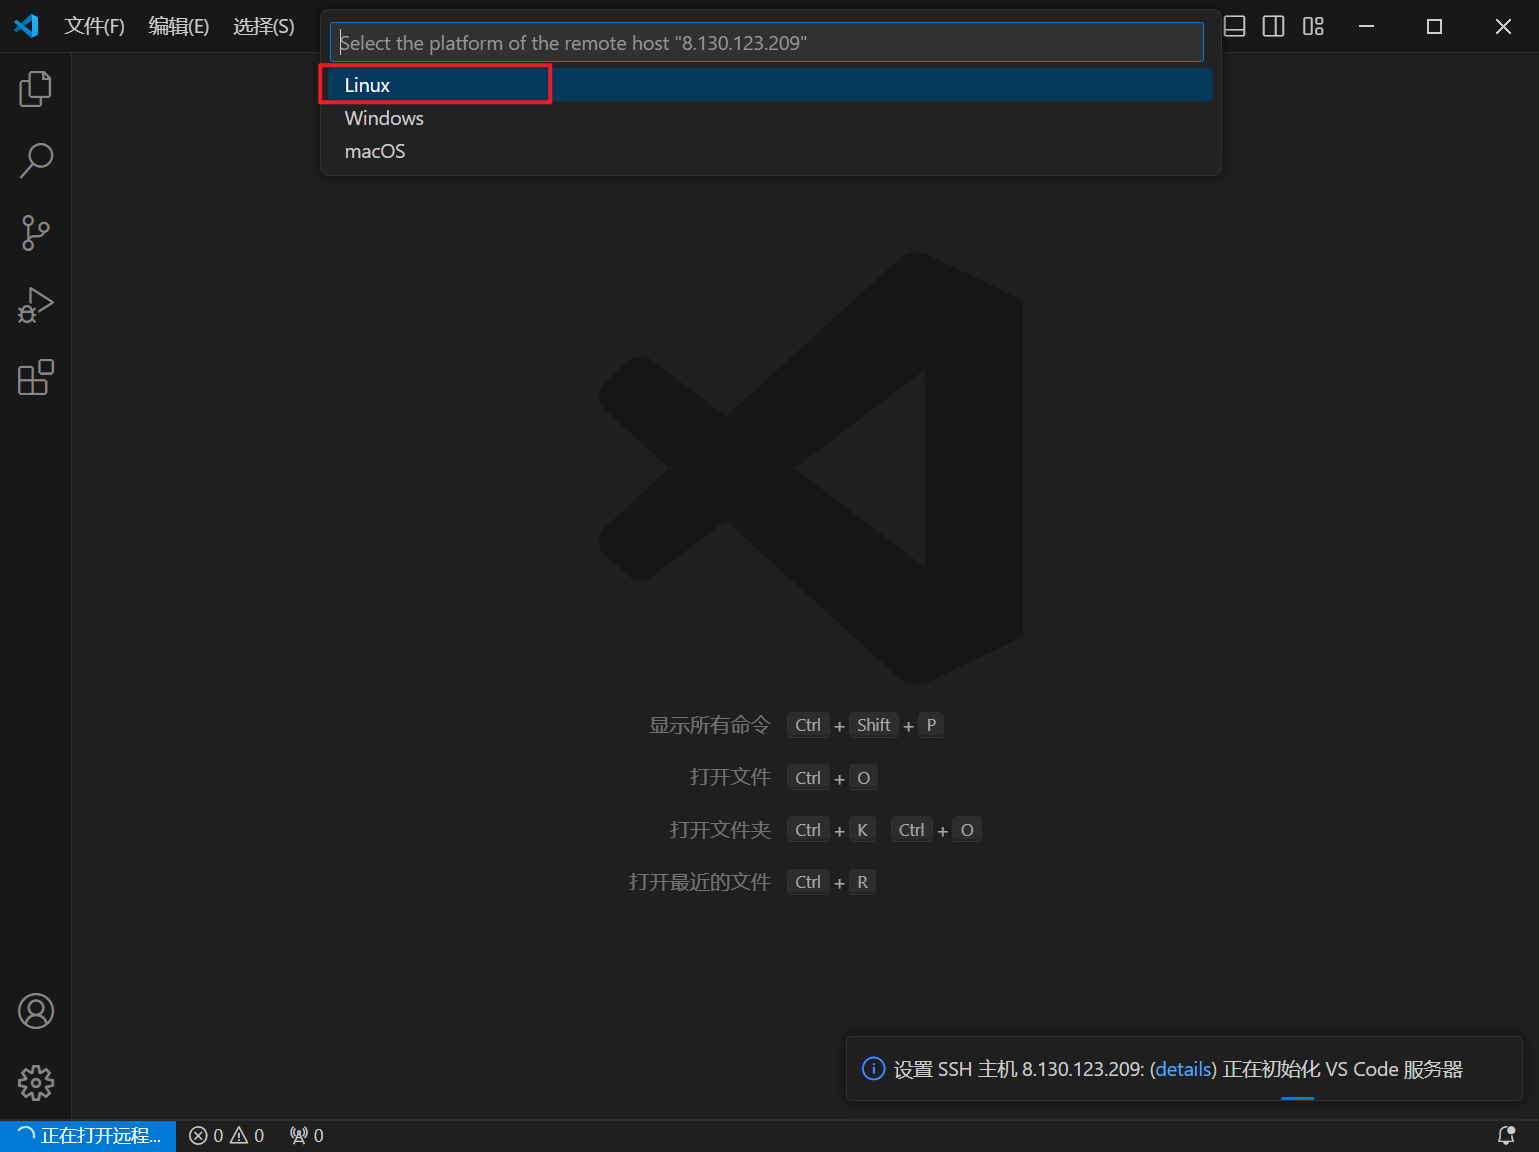 文件(F) 编辑(E) 选择(S)
Select the platform of the remote host "8.130.123.209"
Linux
Windows
macOS
显示所有命令 Ctrl + Shift + P
打开文件 Ctrl + O
打开文件夹 Ctrl + K Ctrl + O
打开最近的文件 Ctrl + R
设置 SSH 主机 8.130.123.209: (details) 正在初始化 VS Code 服务器
正在打开远程... 0 0 0